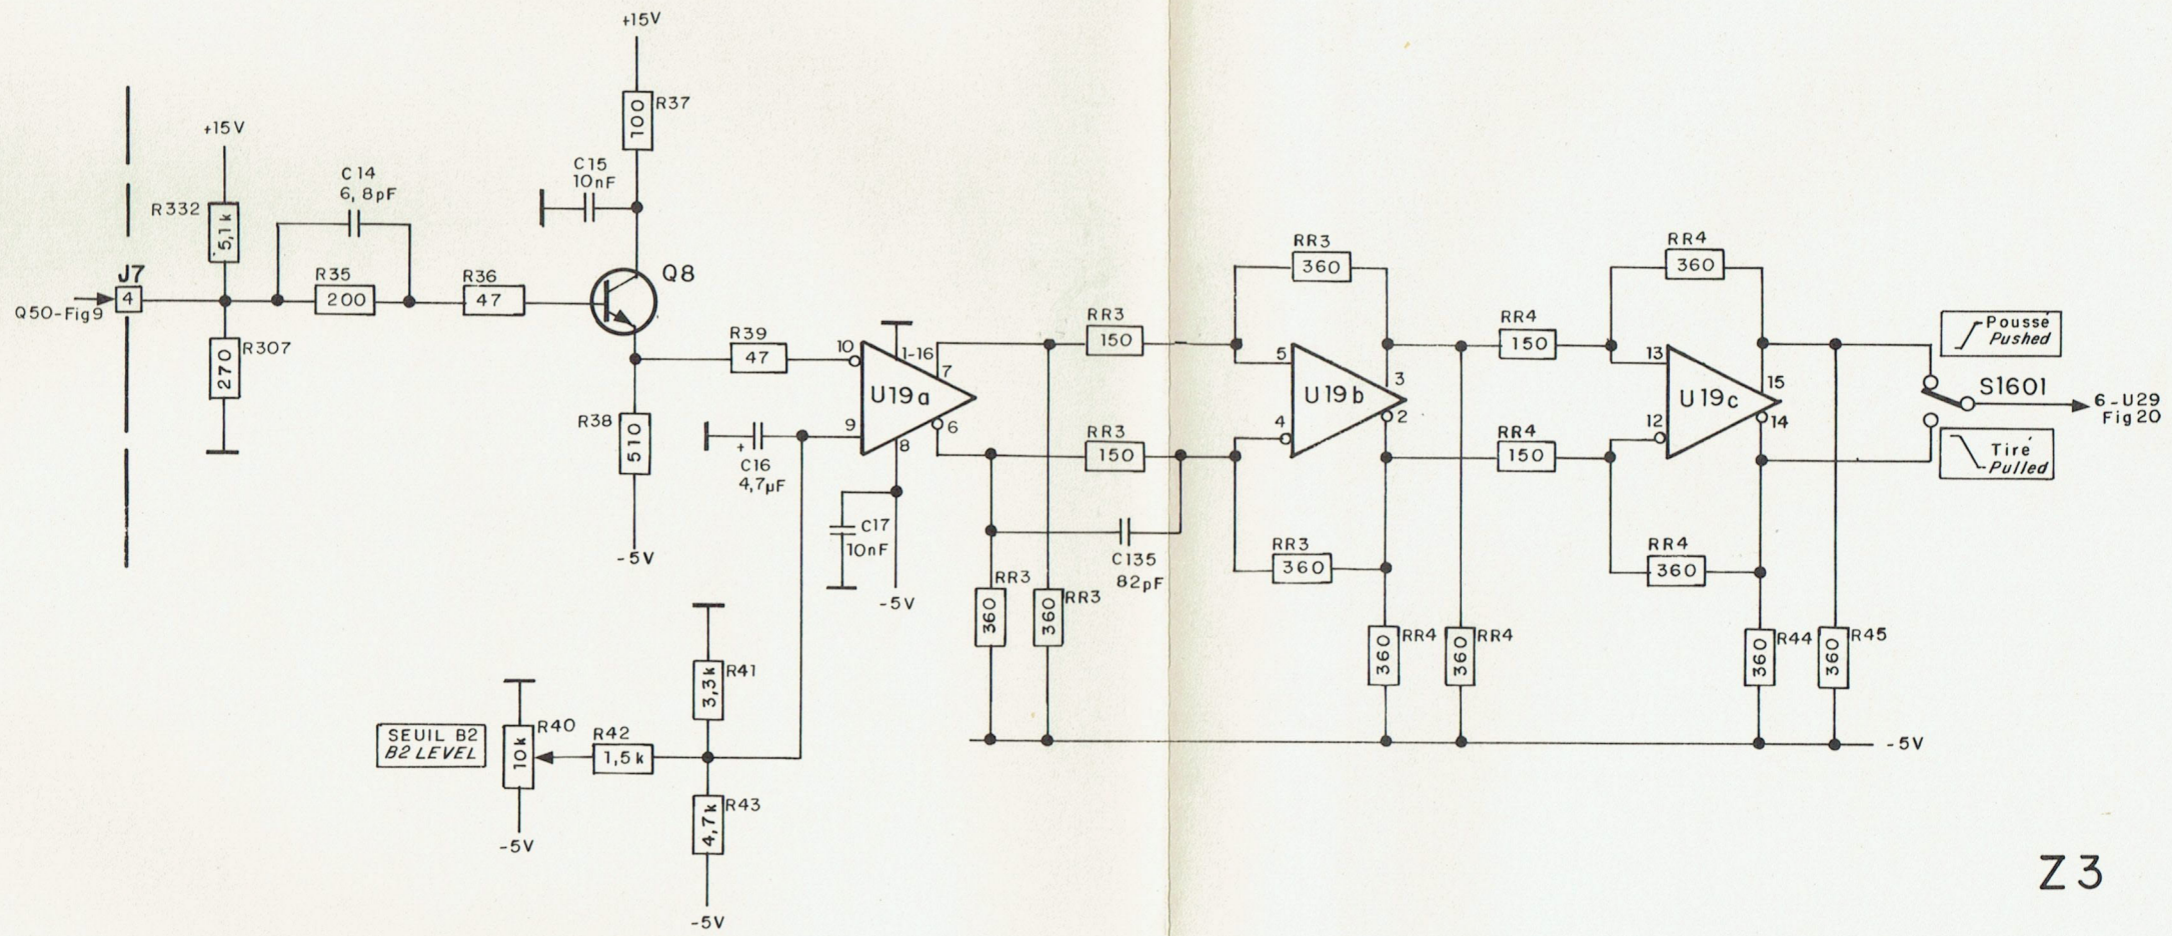 +15V
100
R37
+15V
C15
10nF
C14
6,8pF
R332
5,1k
J7
4
Q50-Fig9
R35
200
R36
47
Q8
270
R307
R39
47
10
1-16
7
U19a
9
6
8
R38
510
-5V
+
C16
4,7µF
C17
10nF
-5V
RR3
150
RR3
150
C135
82pF
RR3
360
RR3
360
RR3
360
5
4
U19b
3
2
RR3
360
RR4
150
RR4
150
RR4
360
13
12
U19c
15
14
RR4
360
Poussé
Pushed
S1601
6-U29
Fig20
Tiré
Pulled
360
RR4
360
RR4
360
R44
360
R45
-5V
3,3k
R41
SEUIL B2
B2 LEVEL
10k
R40
R42
1,5k
4,7k
R43
-5V
-5V
Z3